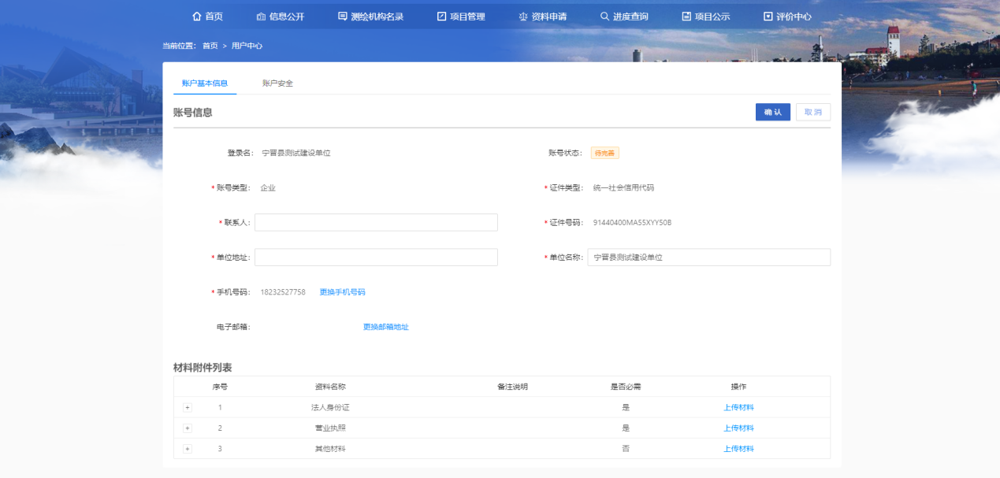 首页 信息公开 测绘机构名录 项目管理 资料申请 进度查询 项目公示 评价中心
当前位置： 首页 > 用户中心
账户基本信息 账户安全
账号信息 确认 取消
登录名： 宁晋县测试建设单位 账号状态： 待完善
* 账号类型： 企业 * 证件类型： 统一社会信用代码
* 联系人： * 证件号码： 91440400MA55XYY50B
* 单位地址： * 单位名称： 宁晋县测试建设单位
* 手机号码： 18232527758 更换手机号码
电子邮箱： 更换邮箱地址
材料附件列表
序号 资料名称 备注说明 是否必需 操作
+ 1 法人身份证 是 上传材料
+ 2 营业执照 是 上传材料
+ 3 其他材料 否 上传材料